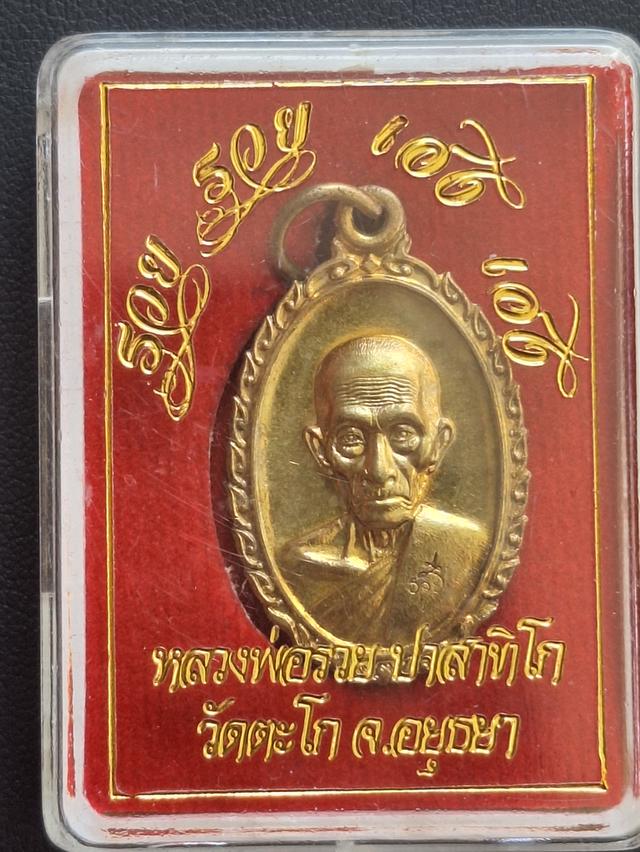 รวย รวย เฮง เฮง
หลวงพ่อรวย ปาสาทิโก
วัดตะโก จ.อยุธยา